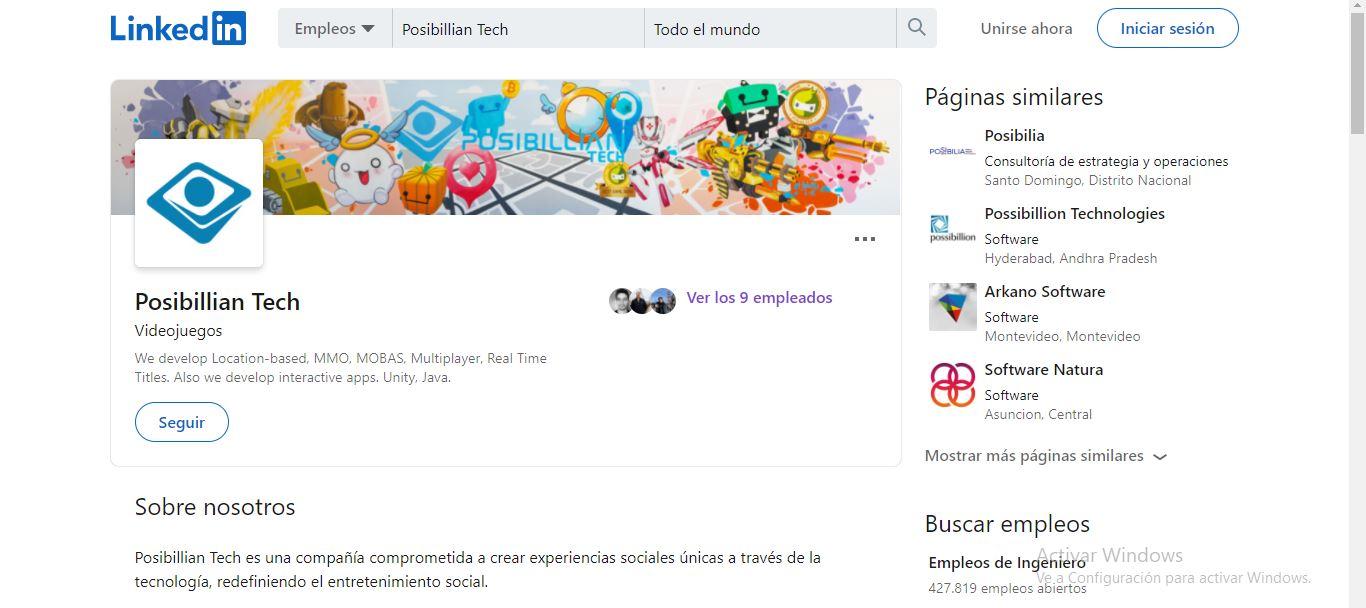 LinkedIn
Empleos
Posibillian Tech
Todo el mundo
Unirse ahora
Iniciar sesión
POSIBILLIAN
TECH
Posibillian Tech
Videojuegos
We develop Location-based, MMO, MOBAS, Multiplayer, Real Time
Titles. Also we develop interactive apps. Unity, Java.
Ver los 9 empleados
Seguir
Sobre nosotros
Posibillian Tech es una compañía comprometida a crear experiencias sociales únicas a través de la
tecnología, redefiniendo el entretenimiento social.
Páginas similares
POSIBILIA
Posibilia
Consultoría de estrategia y operaciones
Santo Domingo, Distrito Nacional
possibillion
Possibillion Technologies
Software
Hyderabad, Andhra Pradesh
Arkano Software
Software
Montevideo, Montevideo
Software Natura
Software
Asuncion, Central
Mostrar más páginas similares
Buscar empleos
Empleos de Ingeniero
427.819 empleos abiertos
Activar Windows
Ve a Configuración para activar Windows.